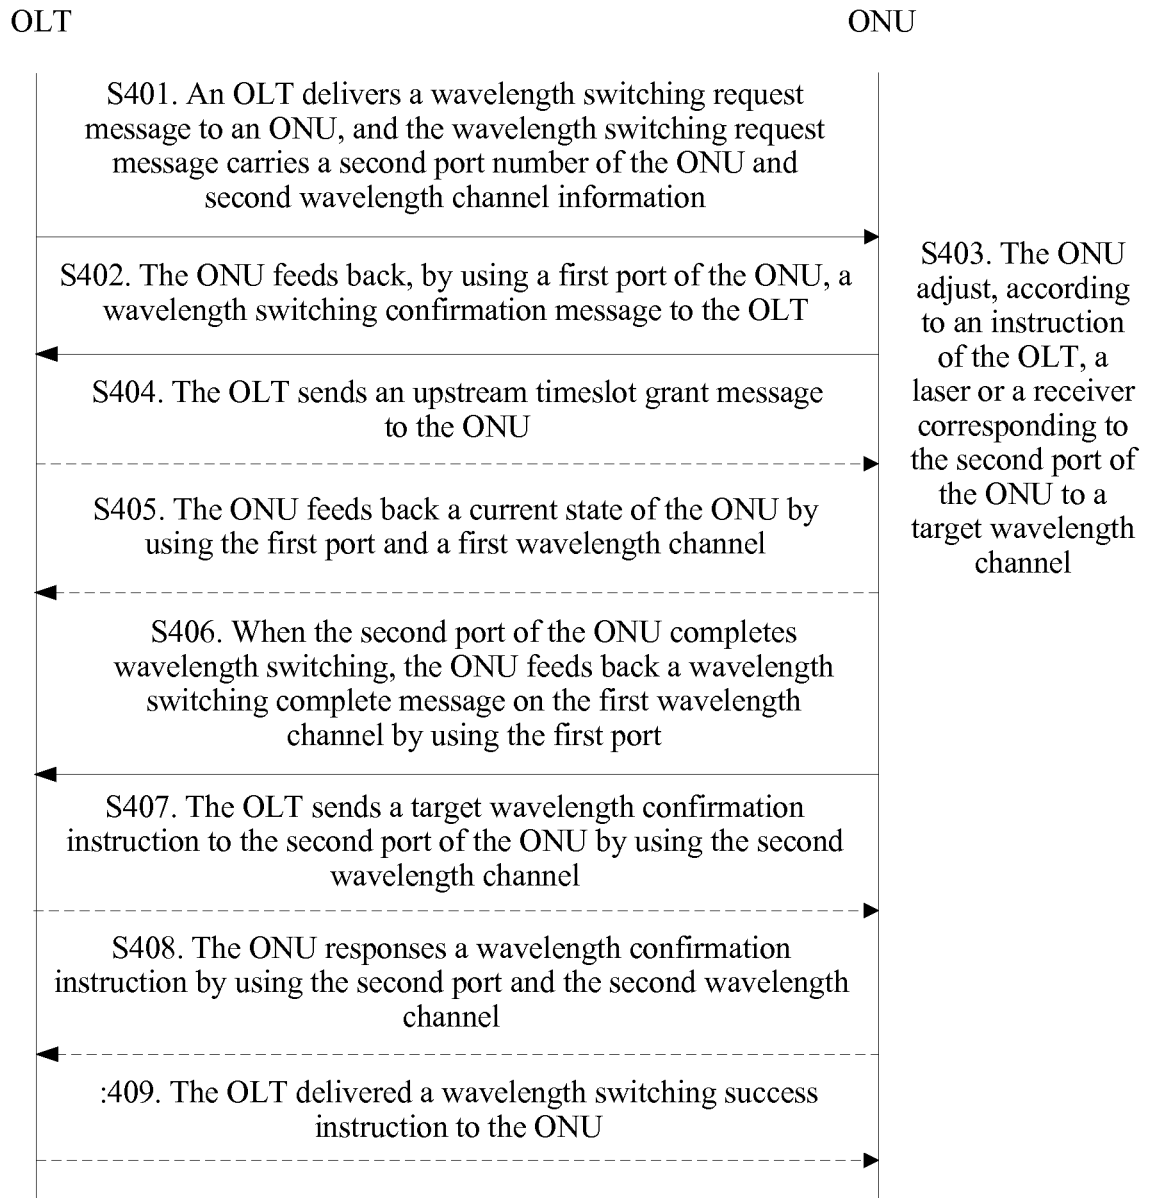 OLT
ONU
S401. An OLT delivers a wavelength switching request
message to an ONU, and the wavelength switching request
message carries a second port number of the ONU and
second wavelength channel information
S402. The ONU feeds back, by using a first port of the ONU, a
wavelength switching confirmation message to the OLT
S403. The ONU
adjust, according
to an instruction
of the OLT, a
laser or a receiver
corresponding to
the second port of
the ONU to a
target wavelength
channel
S404. The OLT sends an upstream timeslot grant message
to the ONU
S405. The ONU feeds back a current state of the ONU by
using the first port and a first wavelength channel
S406. When the second port of the ONU completes
wavelength switching, the ONU feeds back a wavelength
switching complete message on the first wavelength
channel by using the first port
S407. The OLT sends a target wavelength confirmation
instruction to the second port of the ONU by using the second
wavelength channel
S408. The ONU responses a wavelength confirmation
instruction by using the second port and the second wavelength
channel
:409. The OLT delivered a wavelength switching success
instruction to the ONU